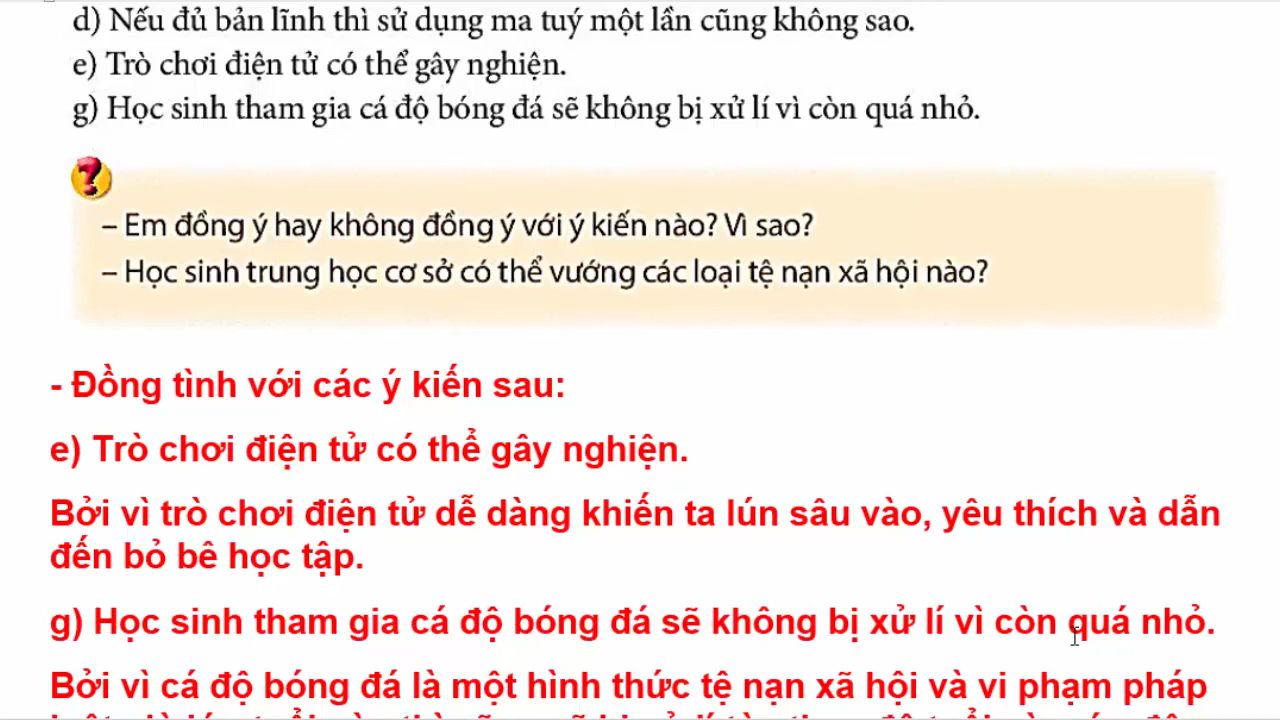 d) Nếu đủ bản lĩnh thì sử dụng ma tuý một lần cũng không sao.
e) Trò chơi điện tử có thể gây nghiện.
g) Học sinh tham gia cá độ bóng đá sẽ không bị xử lí vì còn quá nhỏ.
?
– Em đồng ý hay không đồng ý với ý kiến nào? Vì sao?
– Học sinh trung học cơ sở có thể vướng các loại tệ nạn xã hội nào?
- Đồng tình với các ý kiến sau:
e) Trò chơi điện tử có thể gây nghiện.
Bởi vì trò chơi điện tử dễ dàng khiến ta lún sâu vào, yêu thích và dẫn
đến bỏ bê học tập.
g) Học sinh tham gia cá độ bóng đá sẽ không bị xử lí vì còn quá nhỏ.
Bởi vì cá độ bóng đá là một hình thức tệ nạn xã hội và vi phạm pháp